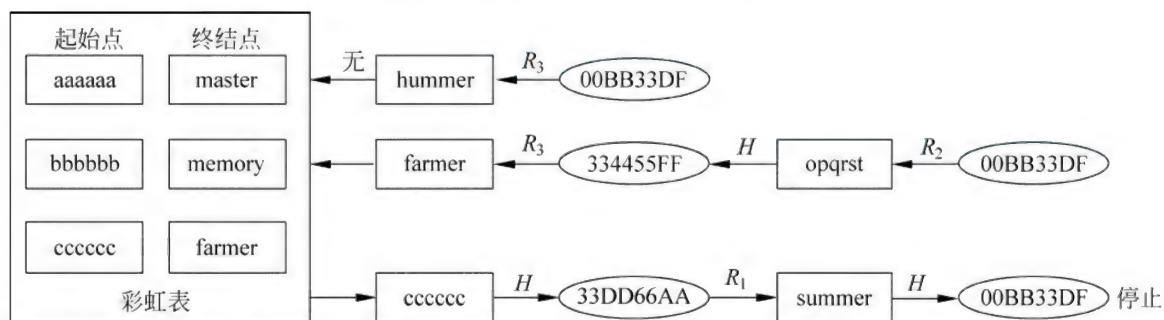 起始点 终结点
aaaaaa master 无 hummer R3 00BB33DF
bbbbbb memory farmer R3 334455FF H opqrst R2 00BB33DF
cccccc farmer
彩虹表 cccccc H 33DD66AA R1 summer H 00BB33DF 停止